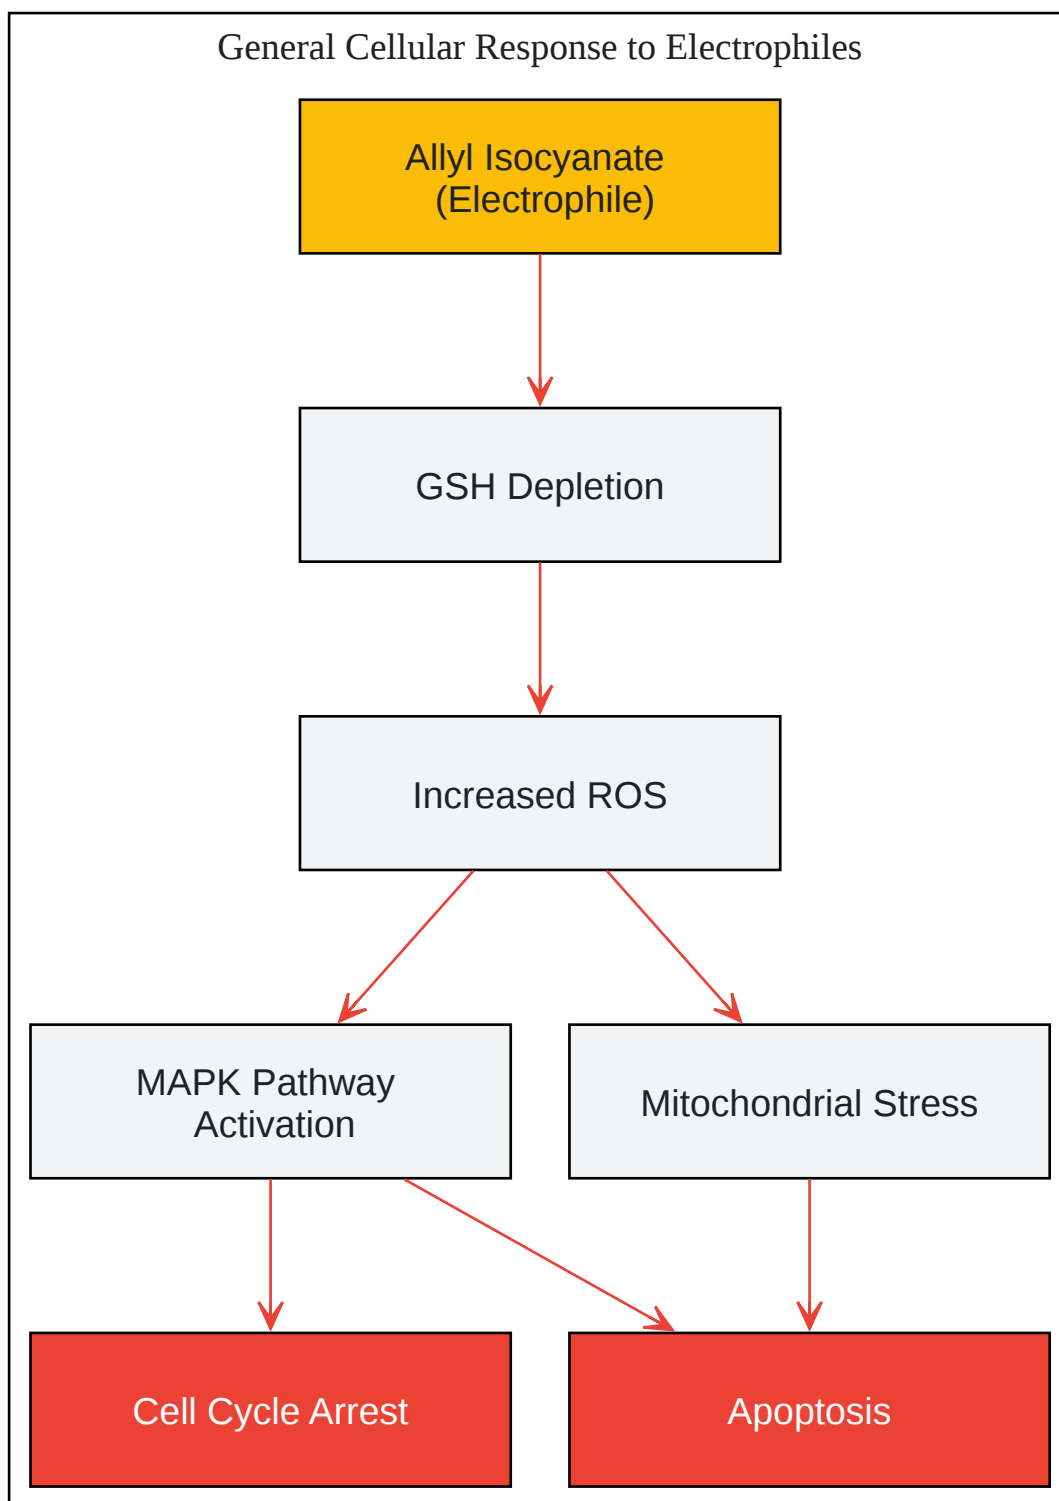 General Cellular Response to Electrophiles
Allyl Isocyanate
(Electrophile)
GSH Depletion
Increased ROS
MAPK Pathway
Activation
Mitochondrial Stress
Cell Cycle Arrest
Apoptosis